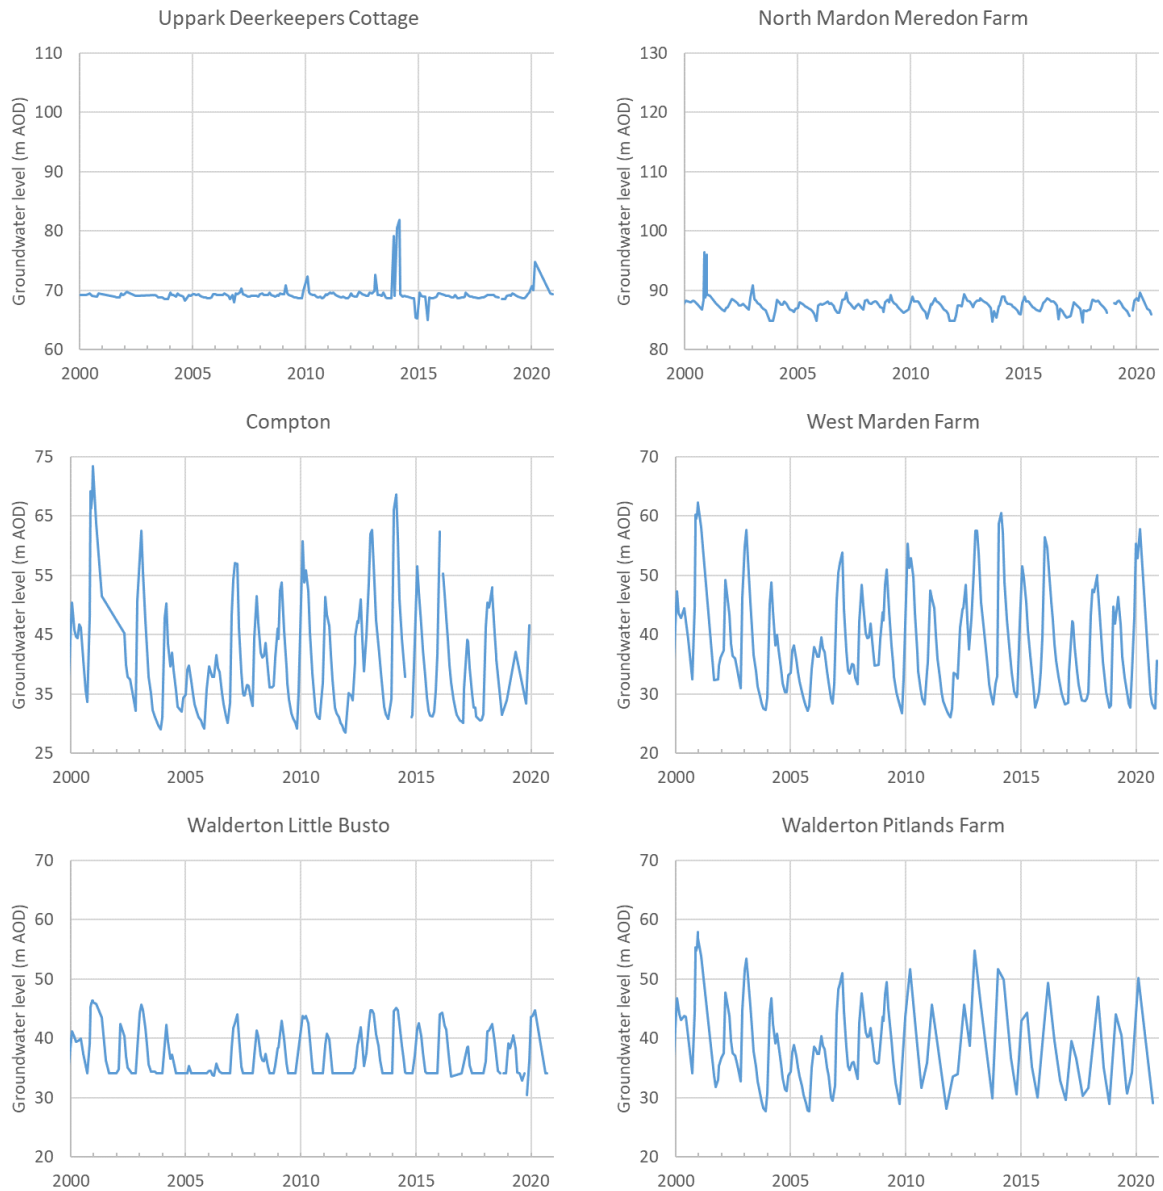 Uppark Deerkeepers Cottage
Groundwater level (m AOD)
110
100
90
80
70
60
2000 2005 2010 2015 2020
North Mardon Meredon Farm
Groundwater level (m AOD)
130
120
110
100
90
80
2000 2005 2010 2015 2020
Compton
Groundwater level (m AOD)
75
65
55
45
35
25
2000 2005 2010 2015 2020
West Marden Farm
Groundwater level (m AOD)
70
60
50
40
30
20
2000 2005 2010 2015 2020
Walderton Little Busto
Groundwater level (m AOD)
70
60
50
40
30
20
2000 2005 2010 2015 2020
Walderton Pitlands Farm
Groundwater level (m AOD)
70
60
50
40
30
20
2000 2005 2010 2015 2020